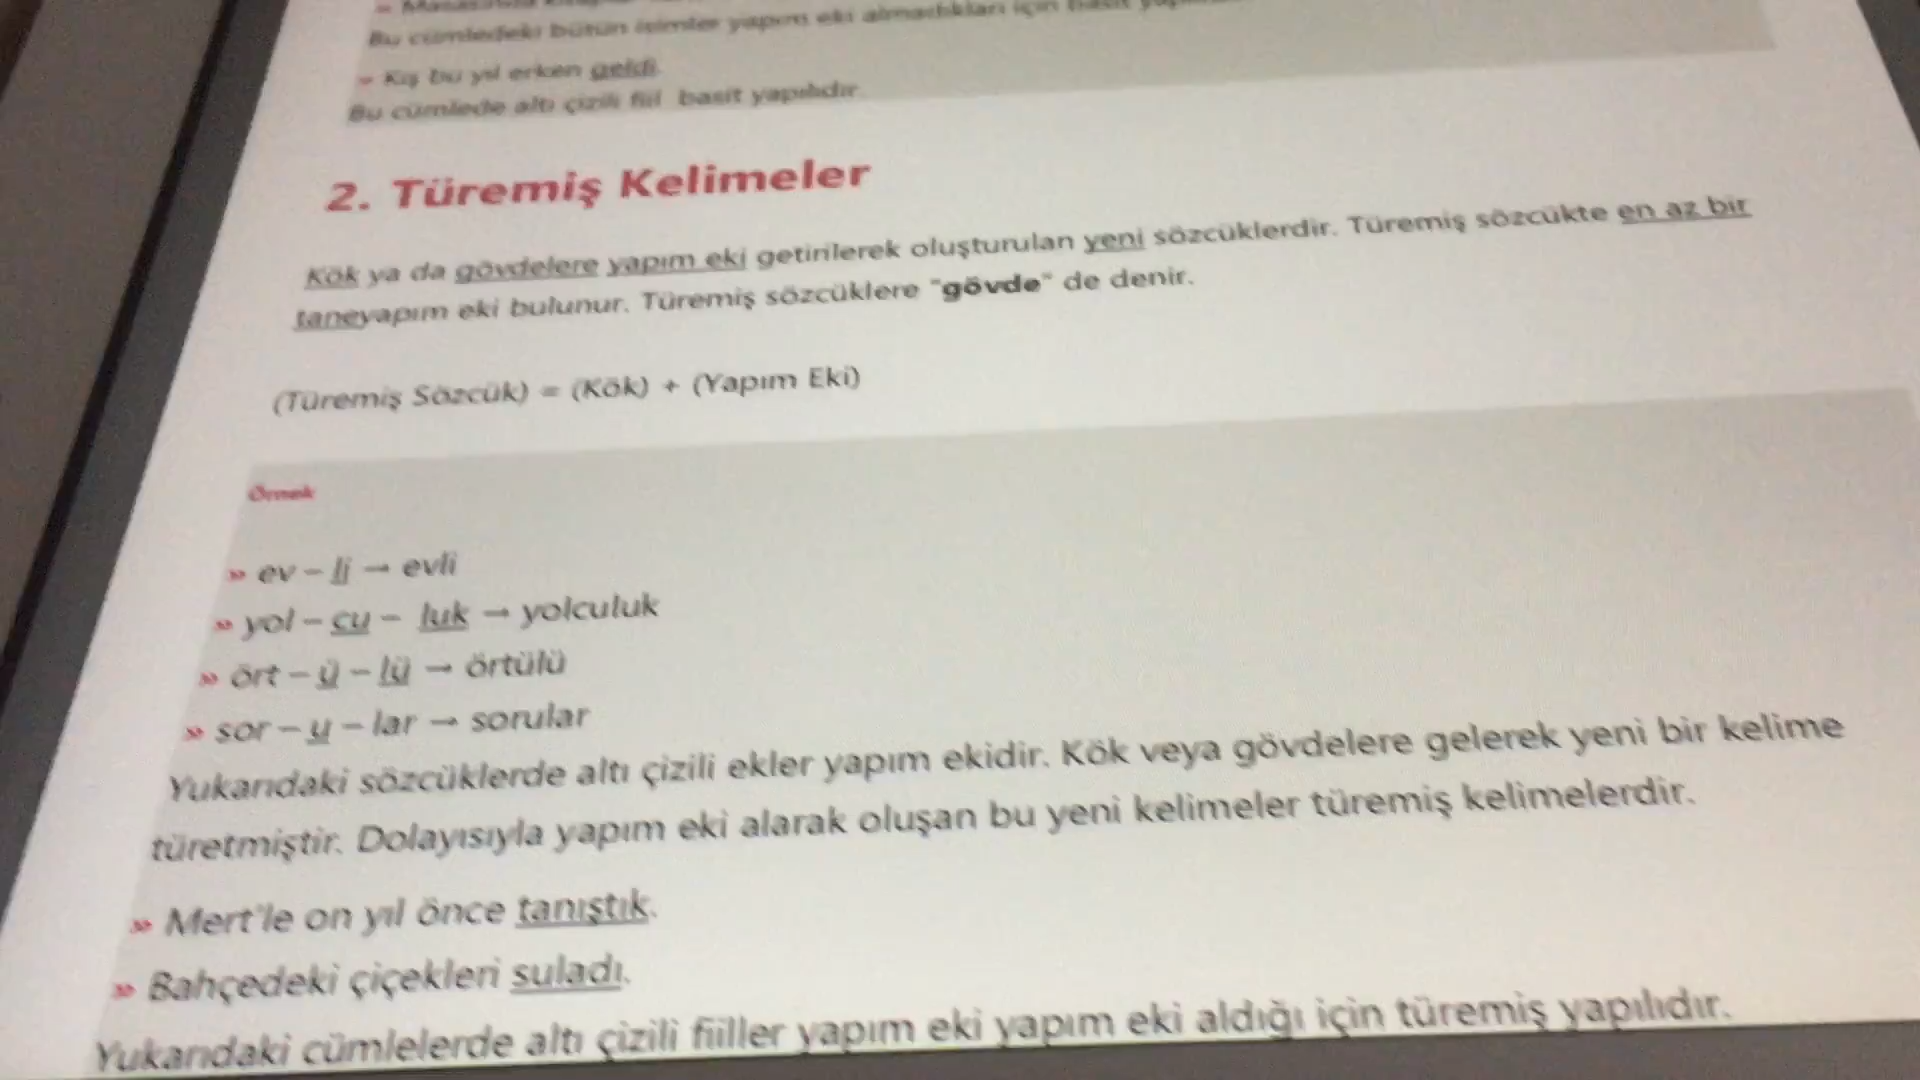 Bu cümledeki bütün isimler yapım eki almadıkları için basit
» Kış bu yıl erken geldi.
Bu cümlede altı çizili fiil basit yapılıdır.
2. Türemiş Kelimeler
Kök ya da gövdelere yapım eki getirilerek oluşturulan yeni sözcüklerdir. Türemiş sözcükte en az bir
taneyapım eki bulunur. Türemiş sözcüklere "gövde" de denir.
(Türemiş Sözcük) = (Kök) + (Yapım Eki)
Örnek
» ev – li → evli
» yol – cu – luk → yolculuk
» ört – ü – lü → örtülü
» sor – u – lar → sorular
Yukarıdaki sözcüklerde altı çizili ekler yapım ekidir. Kök veya gövdelere gelerek yeni bir kelime
türetmiştir. Dolayısıyla yapım eki alarak oluşan bu yeni kelimeler türemiş kelimelerdir.
» Mert'le on yıl önce tanıştık.
» Bahçedeki çiçekleri suladı.
Yukarıdaki cümlelerde altı çizili fiiller yapım eki yapım eki aldığı için türemiş yapılıdır.